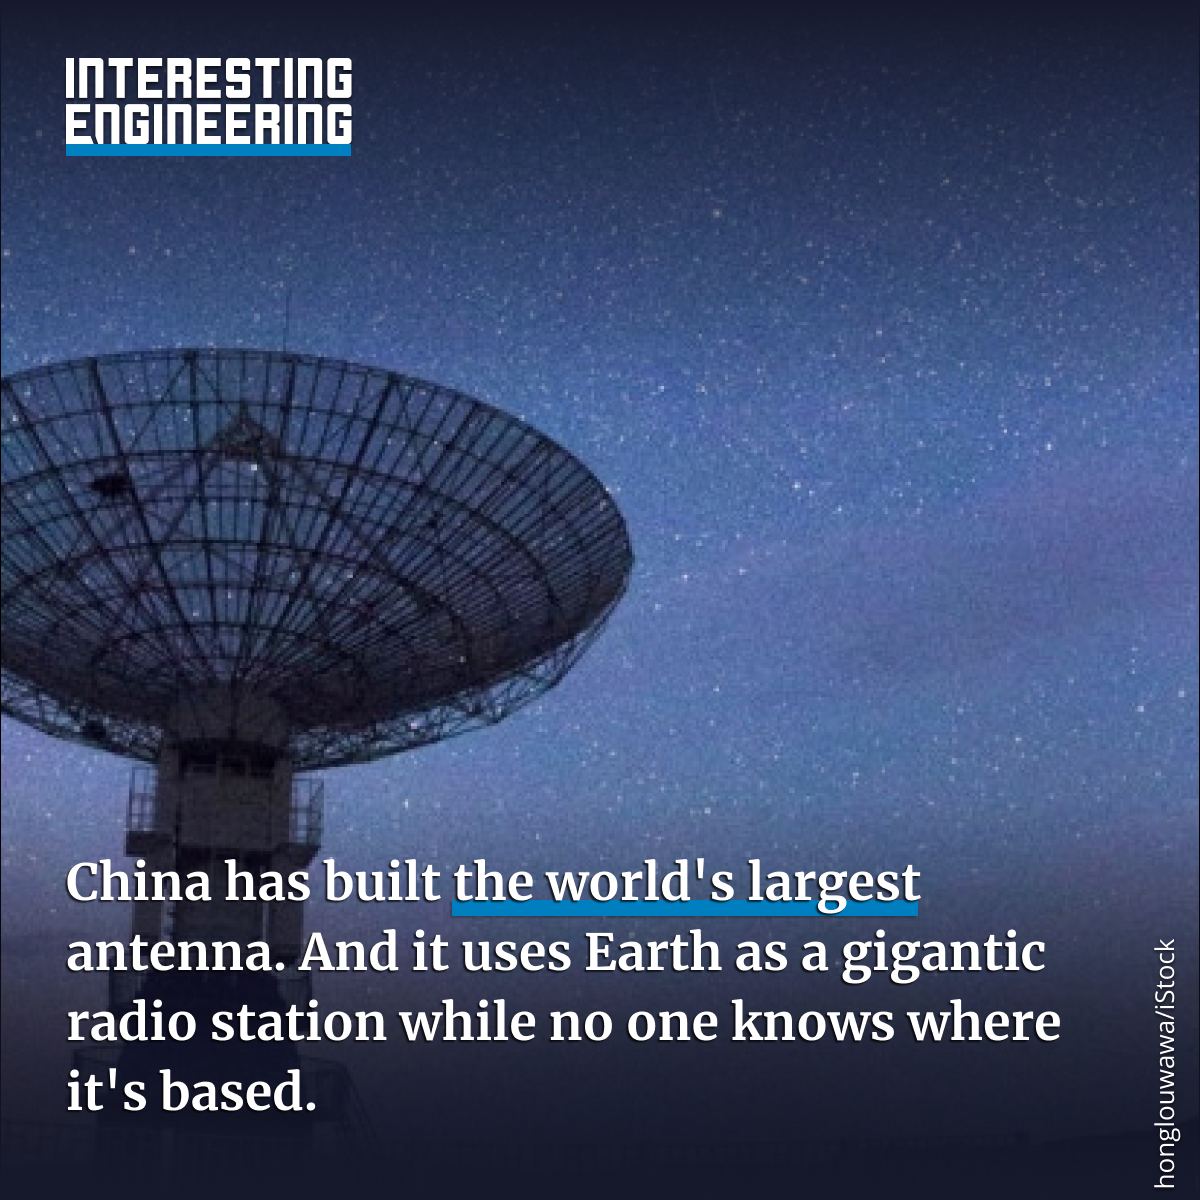 INTERESTING
ENGINEERING
China has built the world's largest
antenna. And it uses Earth as a gigantic
radio station while no one knows where
it's based.
honglouwawa/iStock